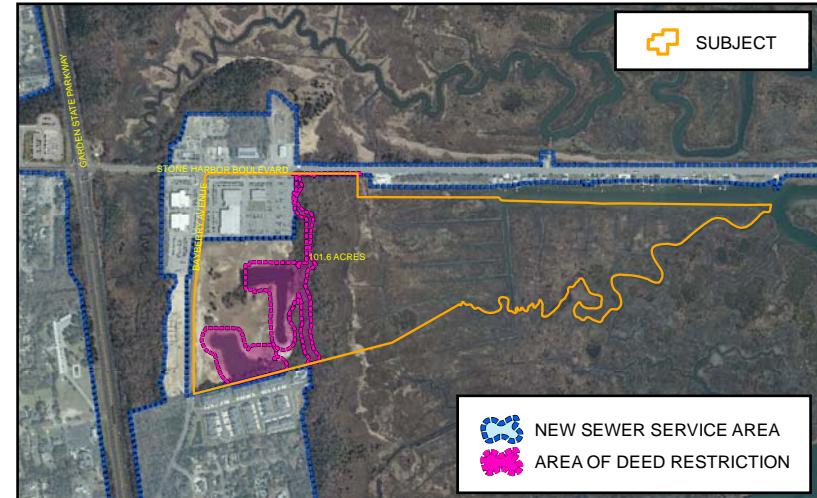 SUBJECT
GARDEN STATE PARKWAY
STONE HARBOR BOULEVARD
BAYBERRY AVENUE
101.6 ACRES
NEW SEWER SERVICE AREA
AREA OF DEED RESTRICTION